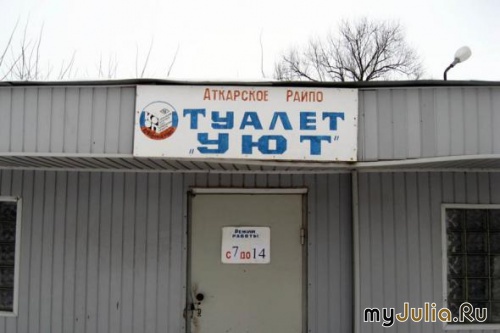 АТКАРСКОЕ РАЙПО
ТУАЛЕТ
„УЮТ"
РЕЖИМ
РАБОТЫ:
с 7 до 14
myJulia.Ru